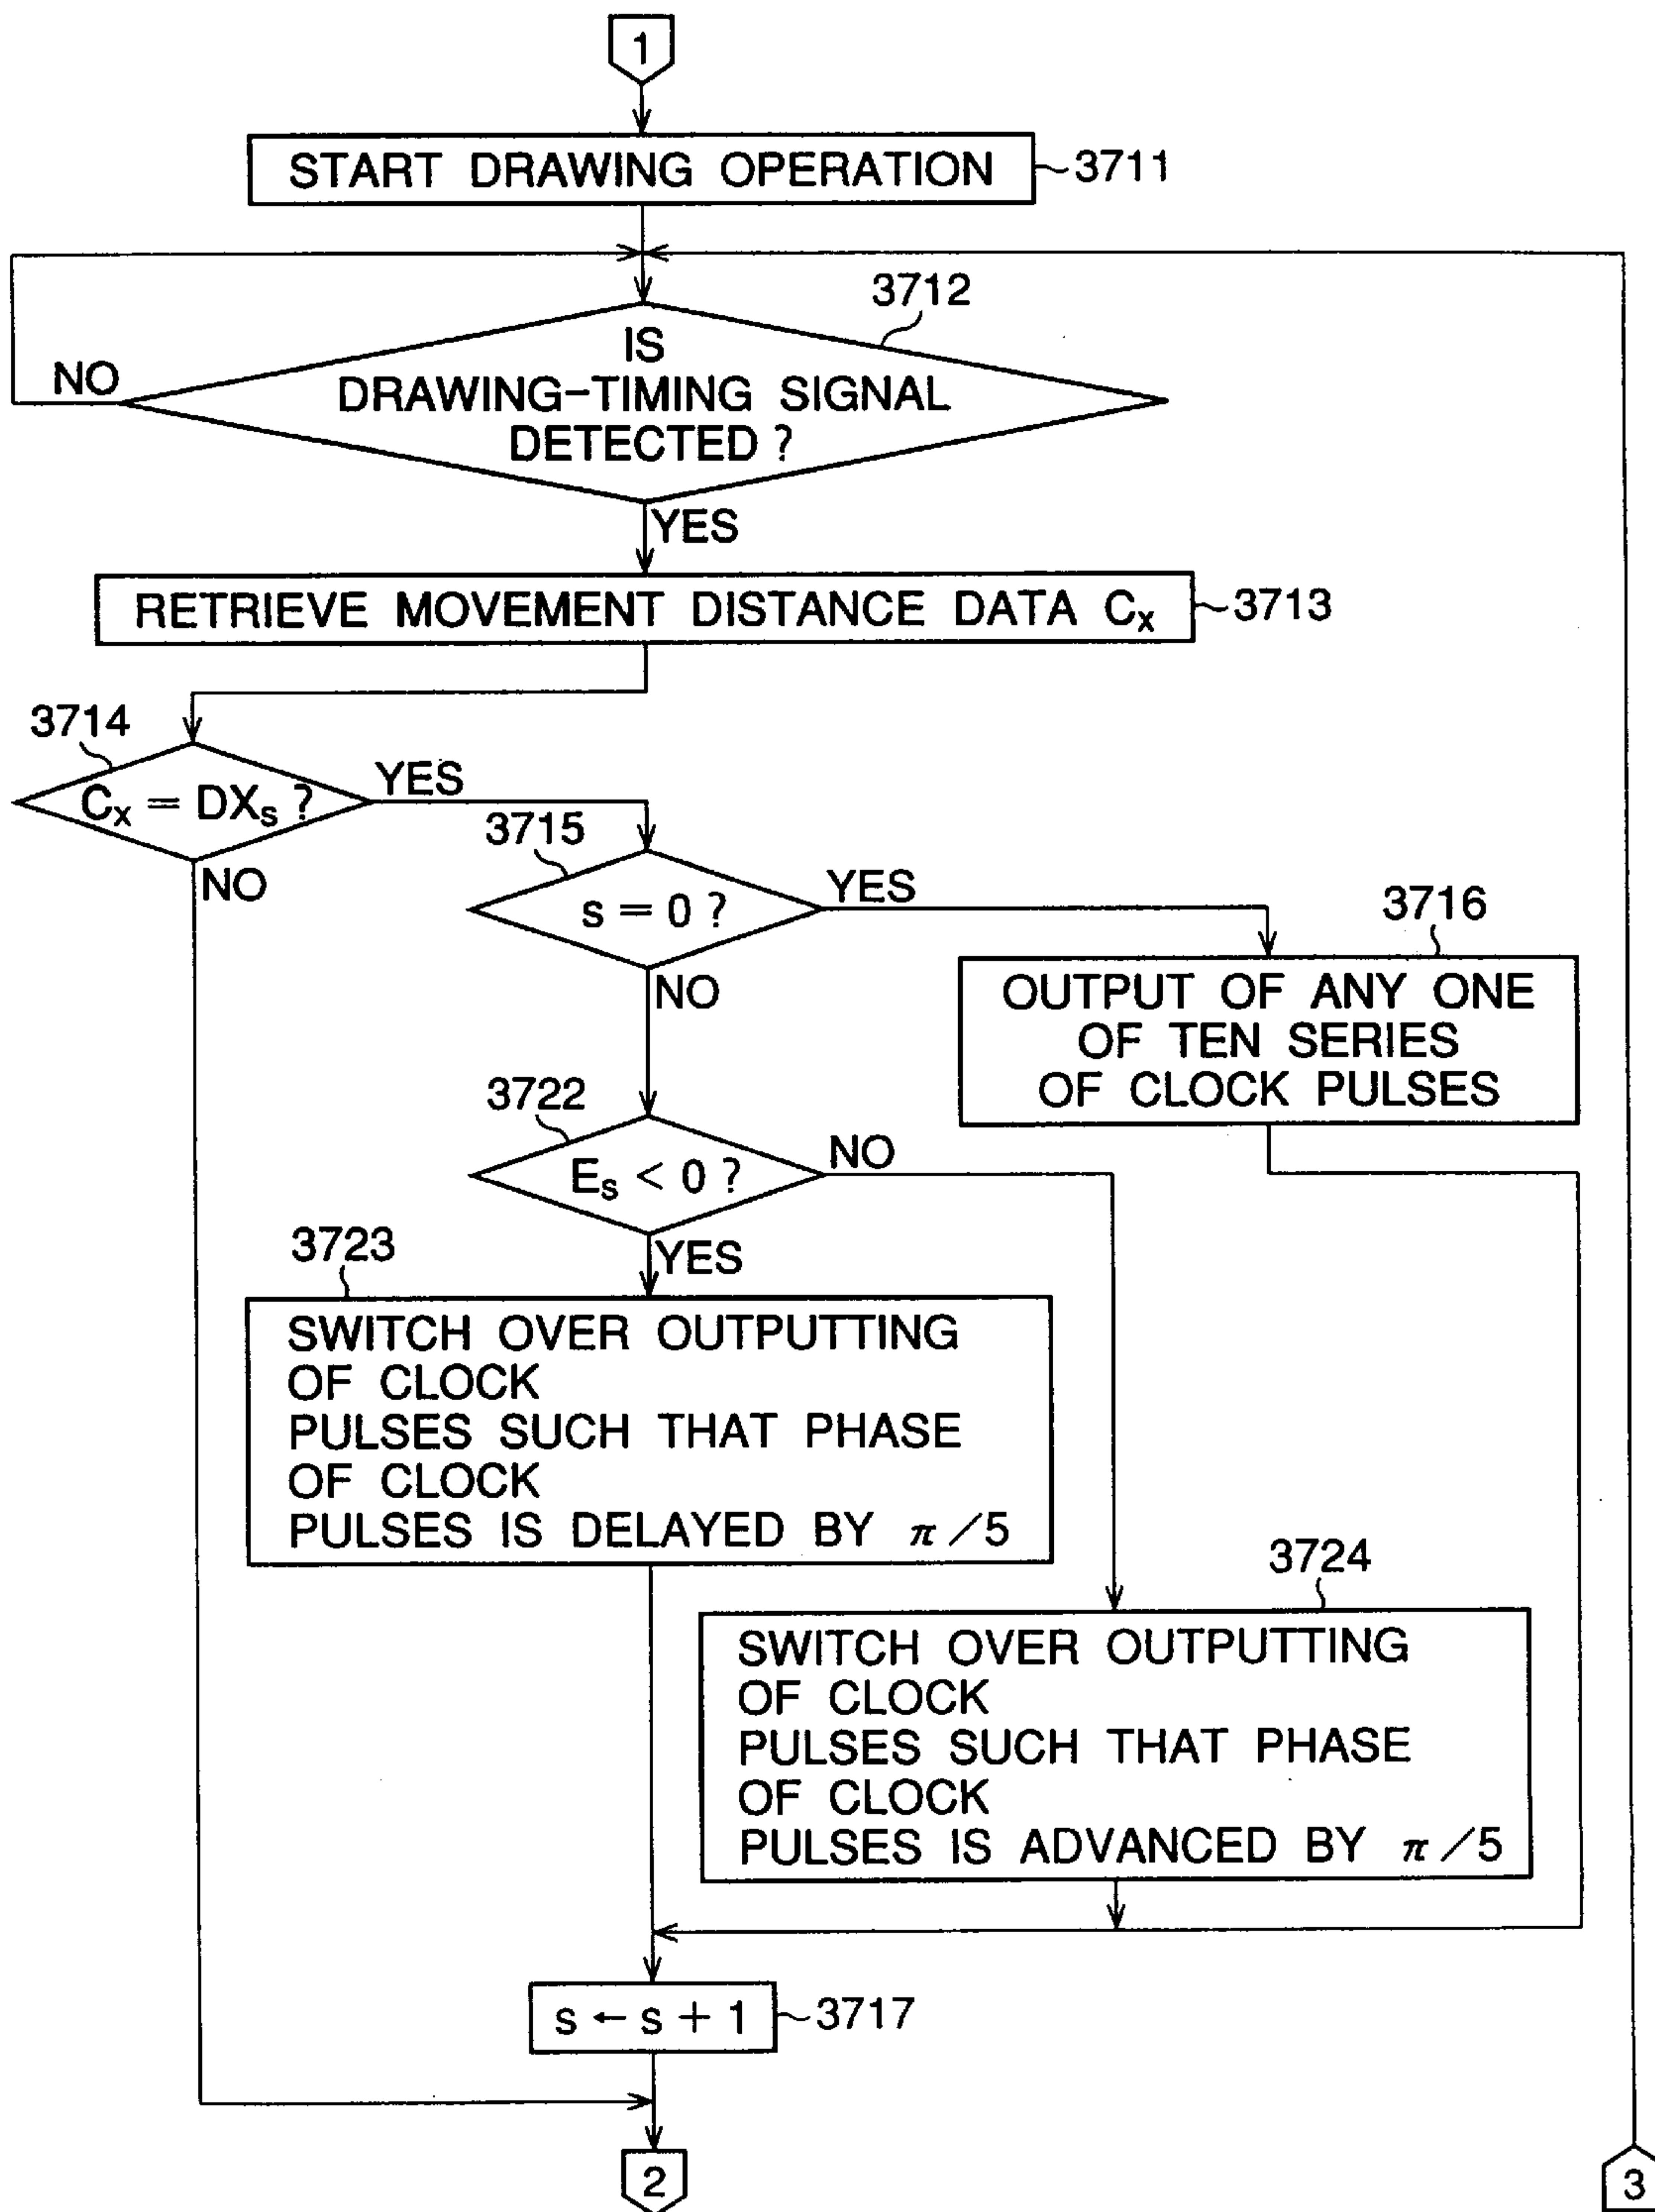 1
START DRAWING OPERATION
3711
3712
IS
DRAWING-TIMING SIGNAL
DETECTED ?
NO
YES
RETRIEVE MOVEMENT DISTANCE DATA Cx
3713
3714
Cx = DXs ?
YES
NO
3715
s = 0 ?
YES
NO
3716
OUTPUT OF ANY ONE
OF TEN SERIES
OF CLOCK PULSES
3722
Es < 0 ?
NO
YES
3723
SWITCH OVER OUTPUTTING
OF CLOCK
PULSES SUCH THAT PHASE
OF CLOCK
PULSES IS DELAYED BY π/5
3724
SWITCH OVER OUTPUTTING
OF CLOCK
PULSES SUCH THAT PHASE
OF CLOCK
PULSES IS ADVANCED BY π/5
s ← s + 1
3717
2
3